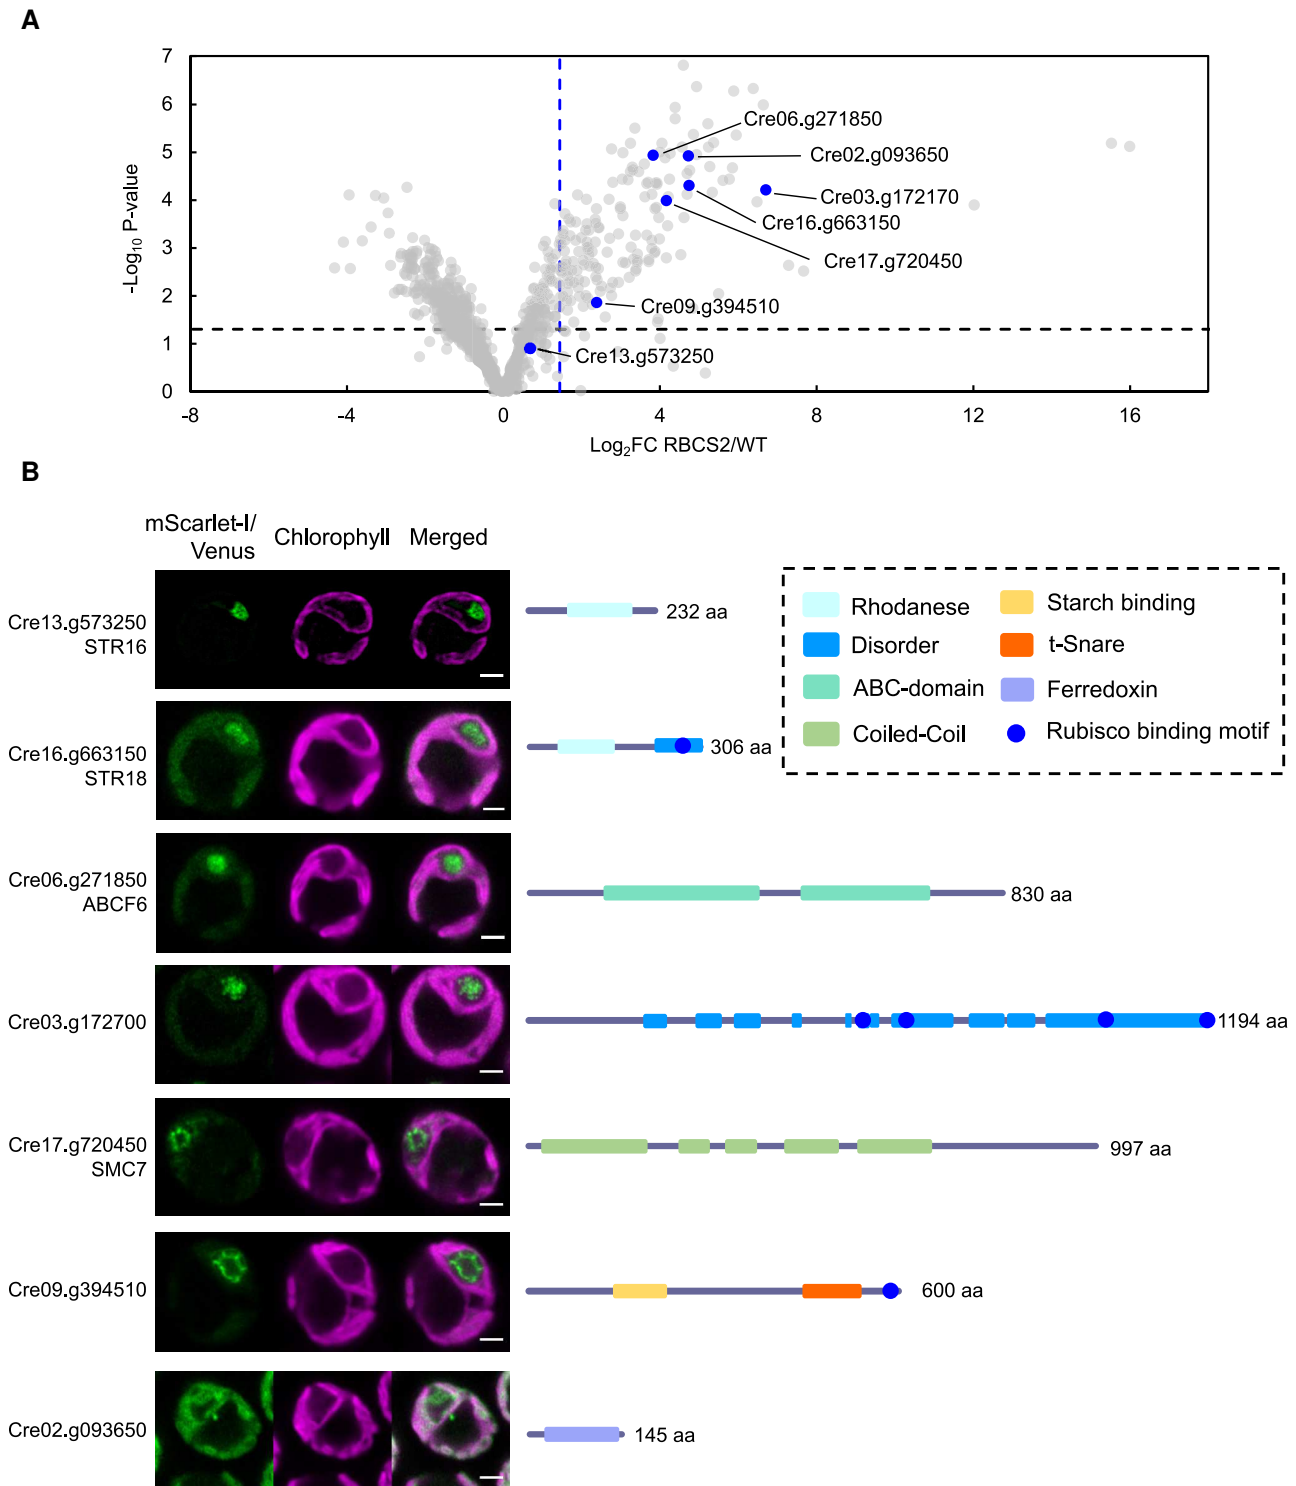 A
7
6
5
4
3
2
1
0
-Log10 P-value
-8
-4
0
4
8
12
16
Log2FC RBCS2/WT
Cre06.g271850
Cre02.g093650
Cre03.g172170
Cre16.g663150
Cre17.g720450
Cre09.g394510
Cre13.g573250
B
mScarlet-I/
Venus
Chlorophyll
Merged
Cre13.g573250
STR16
232 aa
Cre16.g663150
STR18
306 aa
Cre06.g271850
ABCF6
830 aa
Cre03.g172700
1194 aa
Cre17.g720450
SMC7
997 aa
Cre09.g394510
600 aa
Cre02.g093650
145 aa
Rhodanese
Disorder
ABC-domain
Coiled-Coil
Starch binding
t-Snare
Ferredoxin
Rubisco binding motif